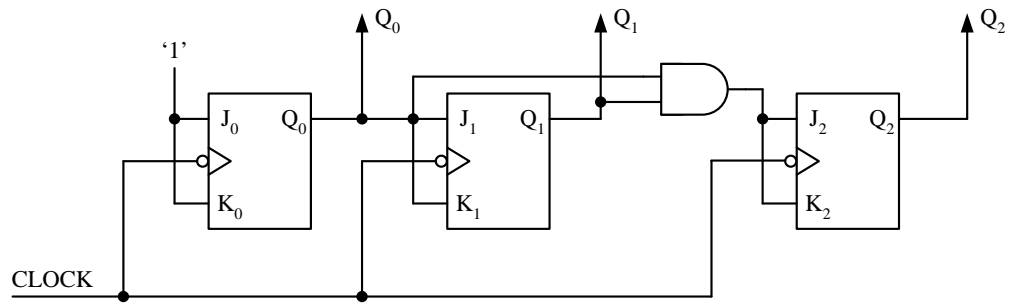 Q₀
Q₁
Q₂
‘1’
J₀
Q₀
J₁
Q₁
J₂
Q₂
K₀
K₁
K₂
CLOCK